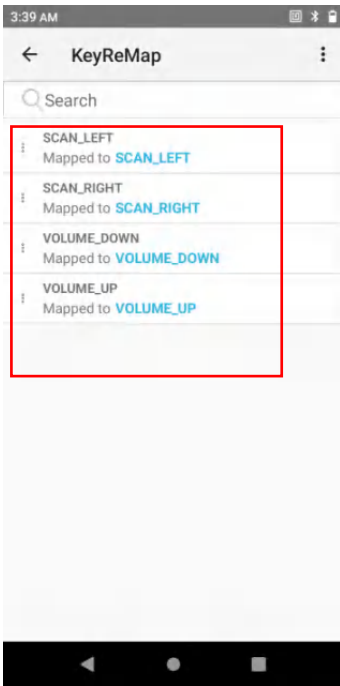 3:39 AM
KeyReMap
Search
SCAN_LEFT
Mapped to SCAN_LEFT
SCAN_RIGHT
Mapped to SCAN_RIGHT
VOLUME_DOWN
Mapped to VOLUME_DOWN
VOLUME_UP
Mapped to VOLUME_UP